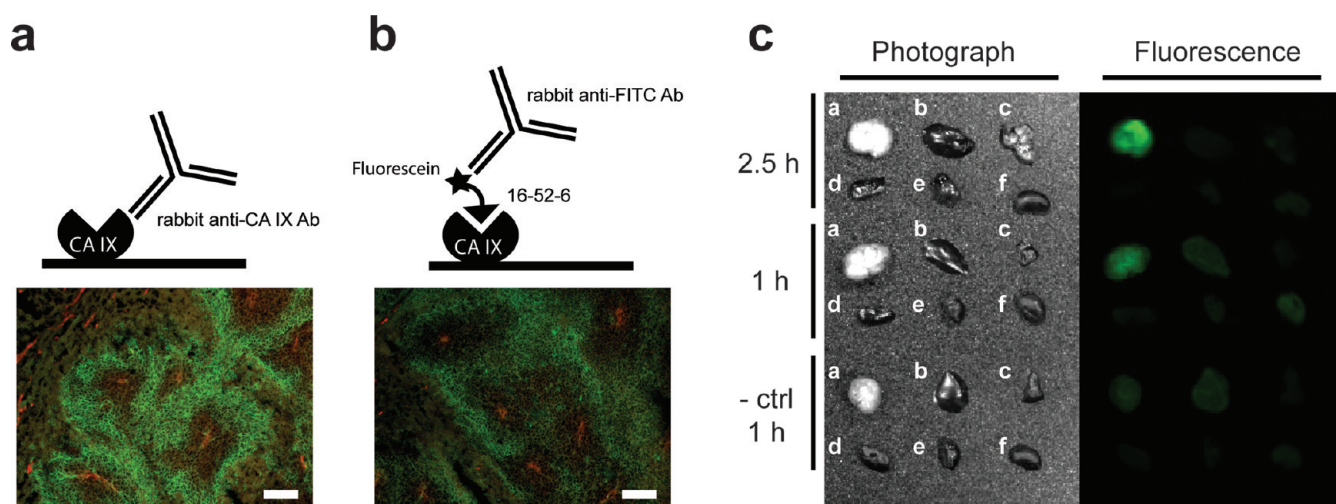 a
rabbit anti-CA IX Ab
CA IX
b
rabbit anti-FITC Ab
Fluorescein
16-52-6
CA IX
c
Photograph
Fluorescence
2.5 h
a b c
d e f
1 h
a b c
d e f
- ctrl
1 h
a b c
d e f